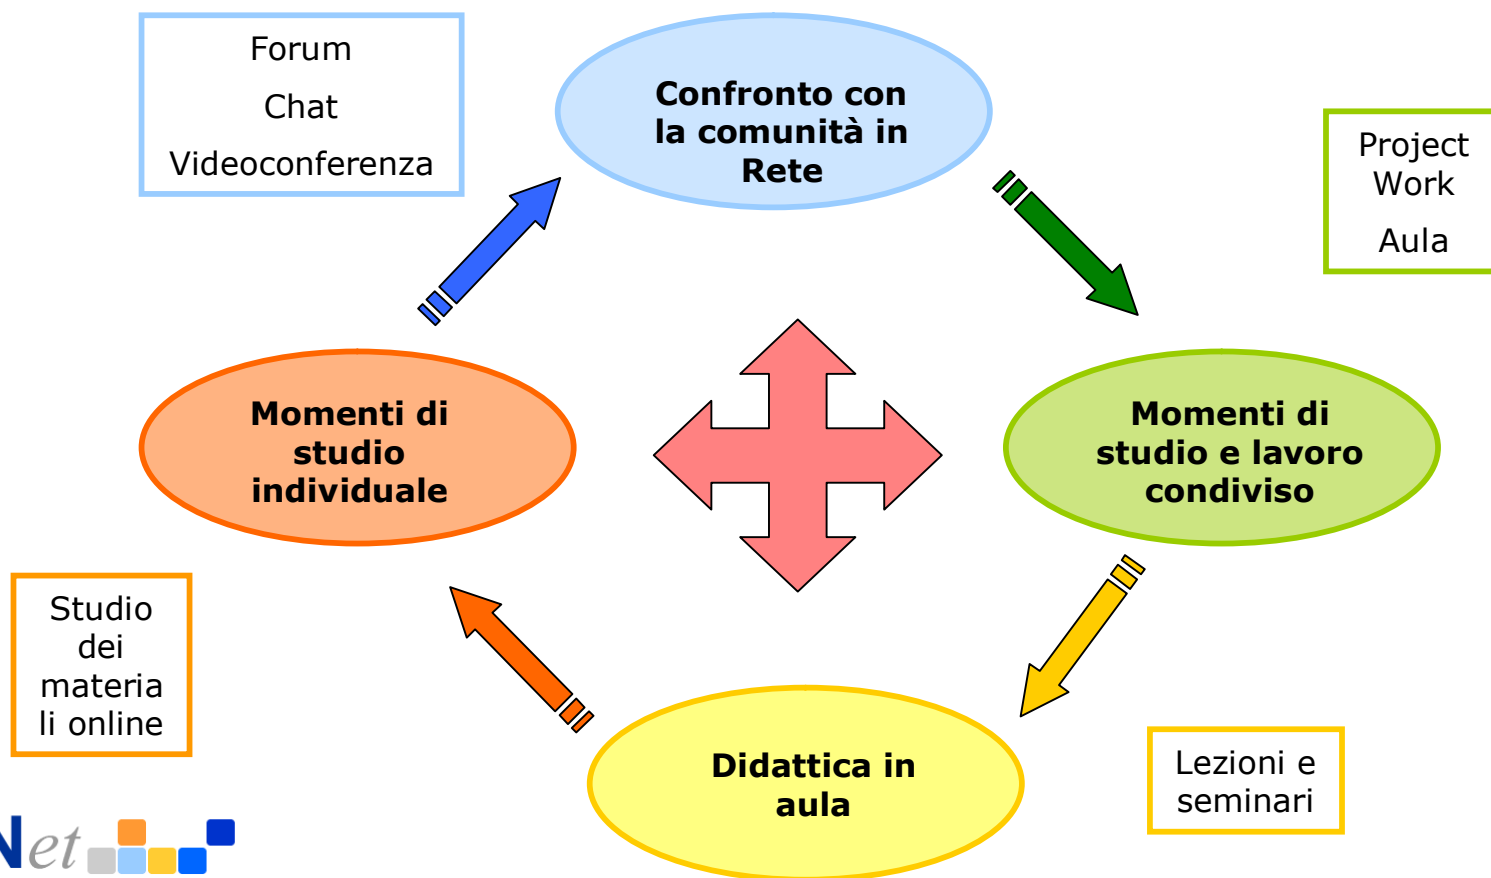 Forum
Chat
Videoconferenza
Confronto con
la comunità in
Rete
Project
Work
Aula
Momenti di
studio
individuale
Momenti di
studio e lavoro
condiviso
Studio
dei
materia
li online
Didattica in
aula
Lezioni e
seminari
Net